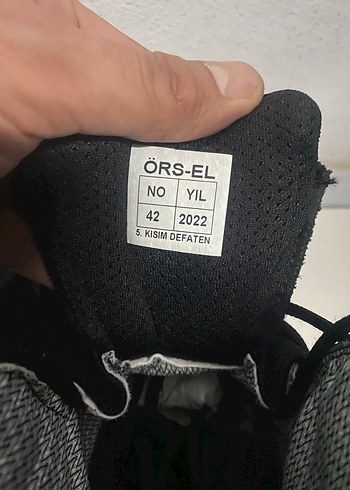 ÖRS-EL
NO YIL
42 2022
5. KISIM DEFATEN